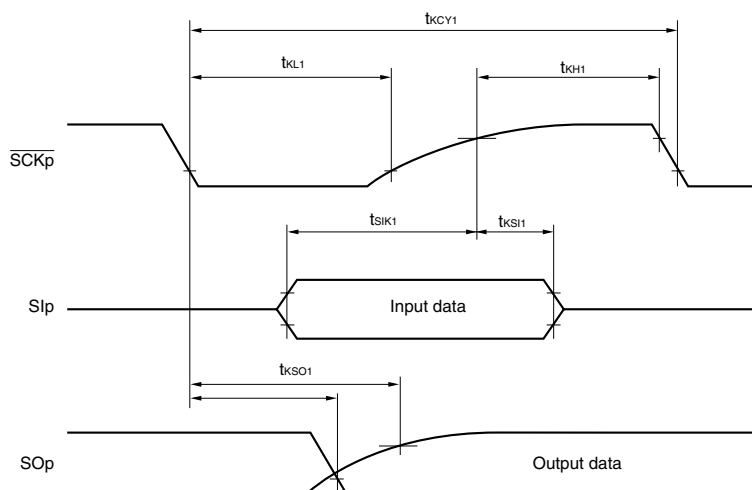 tKCY1
tKL1
tKH1
SCKp
tSIK1
tKSI1
SIp
Input data
tKSO1
SOp
Output data